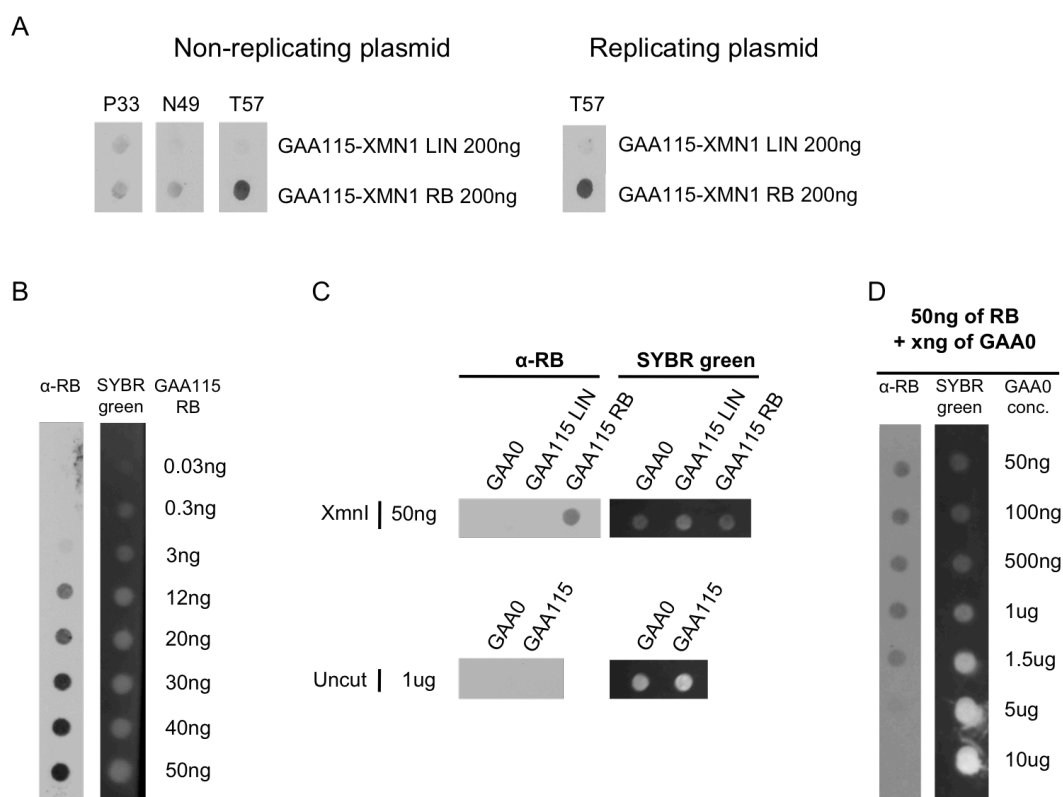 A
Non-replicating plasmid
Replicating plasmid
P33 N49 T57
T57
GAA115-XMN1 LIN 200ng
GAA115-XMN1 LIN 200ng
GAA115-XMN1 RB 200ng
GAA115-XMN1 RB 200ng
B
α-RB
SYBR
green
GAA115
RB
0.03ng
0.3ng
3ng
12ng
20ng
30ng
40ng
50ng
C
α-RB
SYBR green
GAA0
GAA115 LIN
GAA115 RB
GAA0
GAA115 LIN
GAA115 RB
XmnI 50ng
GAA0
GAA115
GAA0
GAA115
Uncut 1ug
D
50ng of RB
+ xng of GAA0
α-RB
SYBR
green
GAA0
conc.
50ng
100ng
500ng
1ug
1.5ug
5ug
10ug